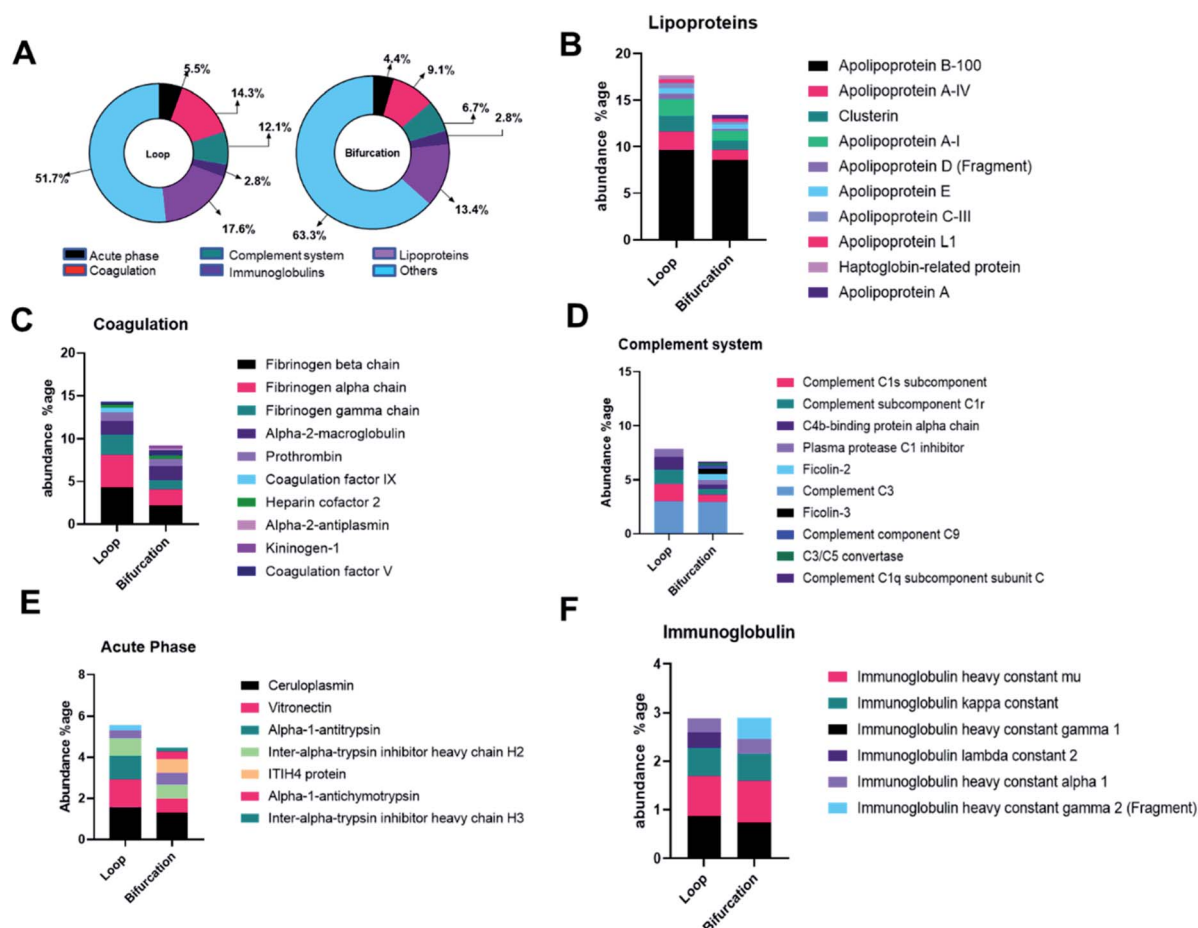 A
5.5%
14.3%
12.1%
2.8%
17.6%
51.7%
Loop
4.4%
9.1%
6.7%
2.8%
13.4%
63.3%
Bifurcation
Acute phase
Complement system
Lipoproteins
Coagulation
Immunoglobulins
Others
B
Lipoproteins
abundance %age
20
15
10
5
0
Loop
Bifurcation
Apolipoprotein B-100
Apolipoprotein A-IV
Clusterin
Apolipoprotein A-I
Apolipoprotein D (Fragment)
Apolipoprotein E
Apolipoprotein C-III
Apolipoprotein L1
Haptoglobin-related protein
Apolipoprotein A
C
Coagulation
abundance %age
20
15
10
5
0
Loop
Bifurcation
Fibrinogen beta chain
Fibrinogen alpha chain
Fibrinogen gamma chain
Alpha-2-macroglobulin
Prothrombin
Coagulation factor IX
Heparin cofactor 2
Alpha-2-antiplasmin
Kininogen-1
Coagulation factor V
D
Complement system
Abundance %age
15
10
5
0
Loop
Bifurcation
Complement C1s subcomponent
Complement subcomponent C1r
C4b-binding protein alpha chain
Plasma protease C1 inhibitor
Ficolin-2
Complement C3
Ficolin-3
Complement component C9
C3/C5 convertase
Complement C1q subcomponent subunit C
E
Acute Phase
Abundance %age
8
6
4
2
0
Loop
Bifurcation
Ceruloplasmin
Vitronectin
Alpha-1-antitrypsin
Inter-alpha-trypsin inhibitor heavy chain H2
ITIH4 protein
Alpha-1-antichymotrypsin
Inter-alpha-trypsin inhibitor heavy chain H3
F
Immunoglobulin
abundance %age
4
3
2
1
0
Loop
Bifurcation
Immunoglobulin heavy constant mu
Immunoglobulin kappa constant
Immunoglobulin heavy constant gamma 1
Immunoglobulin lambda constant 2
Immunoglobulin heavy constant alpha 1
Immunoglobulin heavy constant gamma 2 (Fragment)